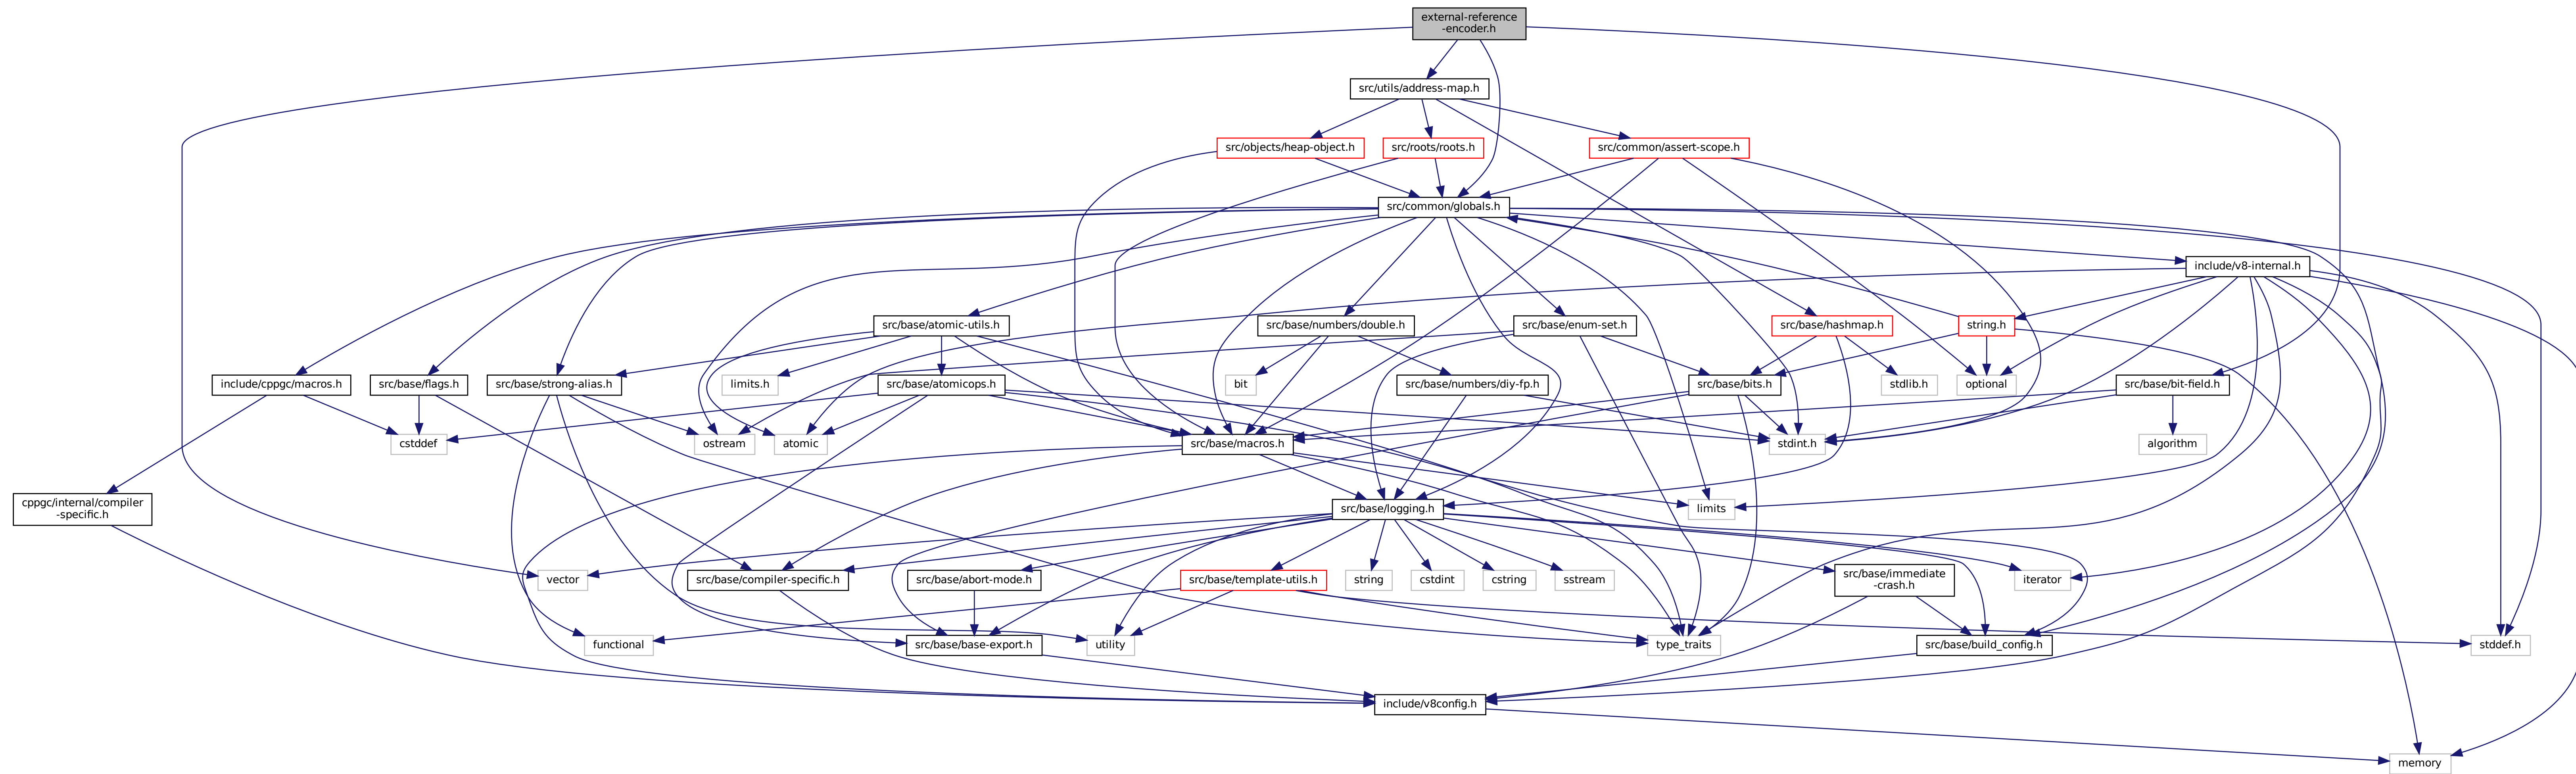 external-reference
-encoder.h
src/utils/address-map.h
src/objects/heap-object.h
src/roots/roots.h
src/common/assert-scope.h
src/common/globals.h
include/v8-internal.h
src/base/atomic-utils.h
src/base/numbers/double.h
src/base/enum-set.h
src/base/hashmap.h
string.h
include/cppgc/macros.h
src/base/flags.h
src/base/strong-alias.h
limits.h
src/base/atomicops.h
bit
src/base/numbers/diy-fp.h
src/base/bits.h
stdlib.h
optional
src/base/bit-field.h
cstddef
ostream
atomic
src/base/macros.h
stdint.h
algorithm
cppgc/internal/compiler
-specific.h
src/base/logging.h
limits
vector
src/base/compiler-specific.h
src/base/abort-mode.h
src/base/template-utils.h
string
cstdint
cstring
sstream
src/base/immediate
-crash.h
iterator
functional
src/base/base-export.h
utility
type_traits
src/base/build_config.h
stddef.h
include/v8config.h
memory